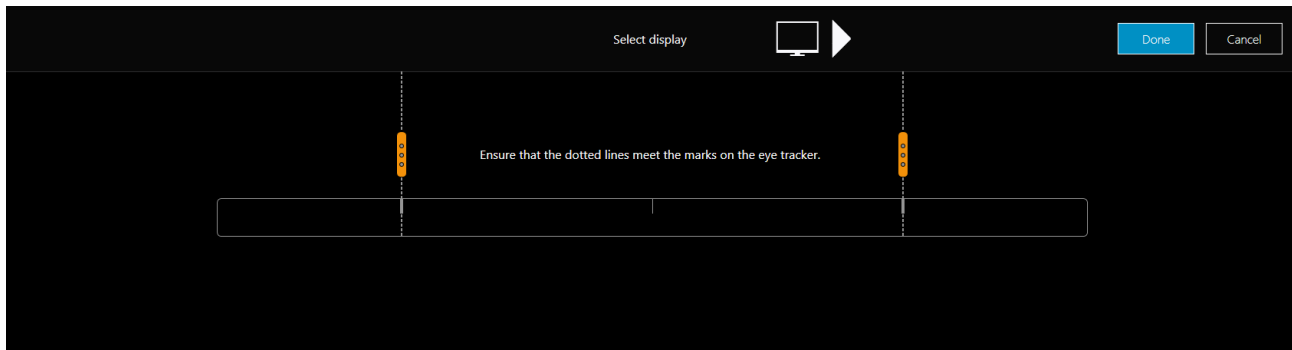 Select display
Done
Cancel
Ensure that the dotted lines meet the marks on the eye tracker.